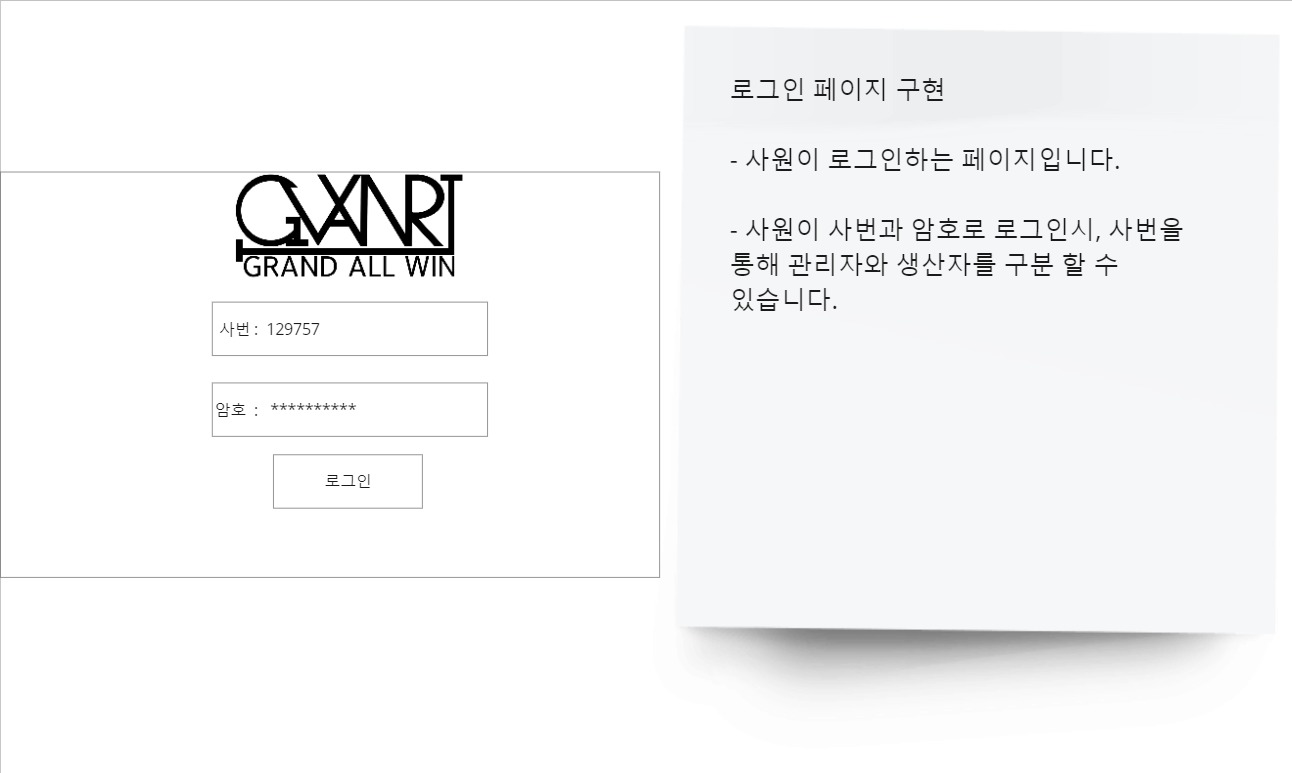 GRAND ALL WIN
사번 : 129757
암호 : **********
로그인
로그인 페이지 구현
- 사원이 로그인하는 페이지입니다.
- 사원이 사번과 암호로 로그인시, 사번을
통해 관리자와 생산자를 구분 할 수
있습니다.